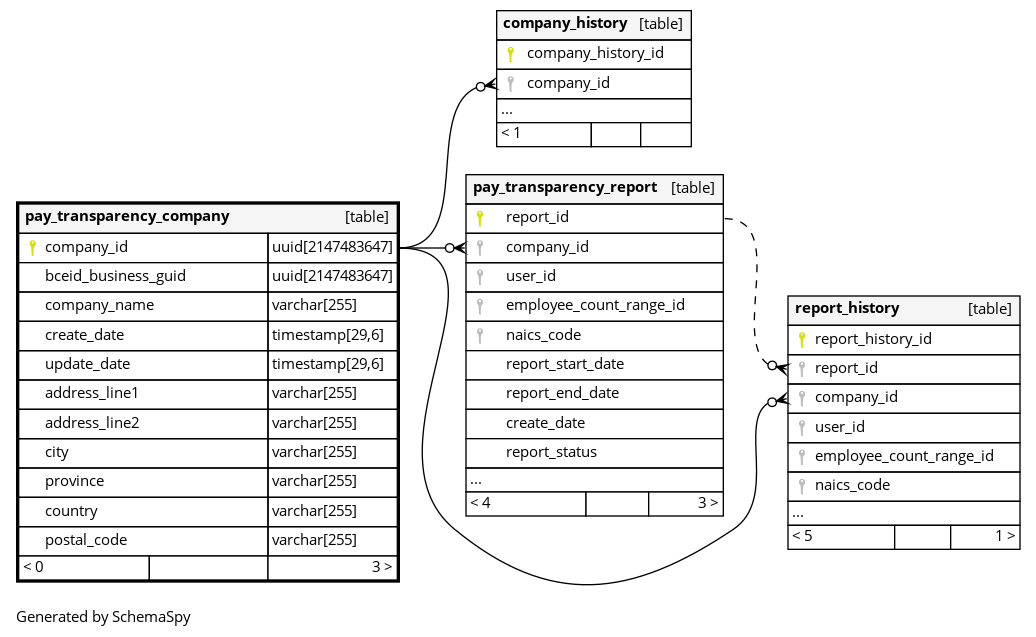 company_history [table]
company_history_id
company_id
...
< 1
pay_transparency_company [table]
company_id uuid[2147483647]
bceid_business_guid uuid[2147483647]
company_name varchar[255]
create_date timestamp[29,6]
update_date timestamp[29,6]
address_line1 varchar[255]
address_line2 varchar[255]
city varchar[255]
province varchar[255]
country varchar[255]
postal_code varchar[255]
< 0 3 >
pay_transparency_report [table]
report_id
company_id
user_id
employee_count_range_id
naics_code
report_start_date
report_end_date
create_date
report_status
...
< 4 3 >
report_history [table]
report_history_id
report_id
company_id
user_id
employee_count_range_id
naics_code
...
< 5 1 >
Generated by SchemaSpy